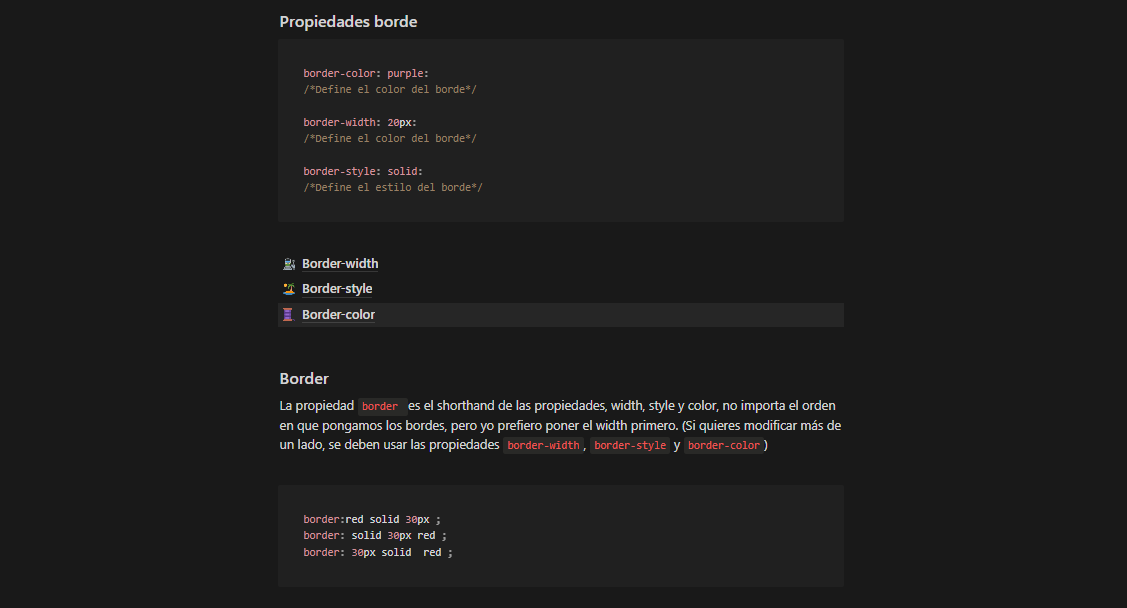 Propiedades borde
border-color: purple:
/*Define el color del borde*/
border-width: 20px:
/*Define el color del borde*/
border-style: solid:
/*Define el estilo del borde*/
Border-width
Border-style
Border-color
Border
La propiedad border es el shorthand de las propiedades, width, style y color, no importa el orden
en que pongamos los bordes, pero yo prefiero poner el width primero. (Si quieres modificar más de
un lado, se deben usar las propiedades border-width, border-style y border-color)
border:red solid 30px ;
border: solid 30px red ;
border: 30px solid  red ;